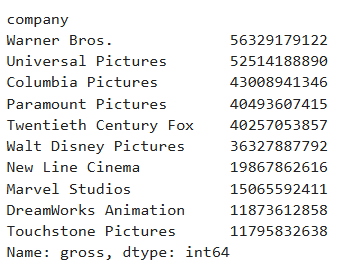 company
Warner Bros. 56329179122
Universal Pictures 52514188890
Columbia Pictures 43008941346
Paramount Pictures 40493607415
Twentieth Century Fox 40257053857
Walt Disney Pictures 36327887792
New Line Cinema 19867862616
Marvel Studios 15065592411
DreamWorks Animation 11873612858
Touchstone Pictures 11795832638
Name: gross, dtype: int64